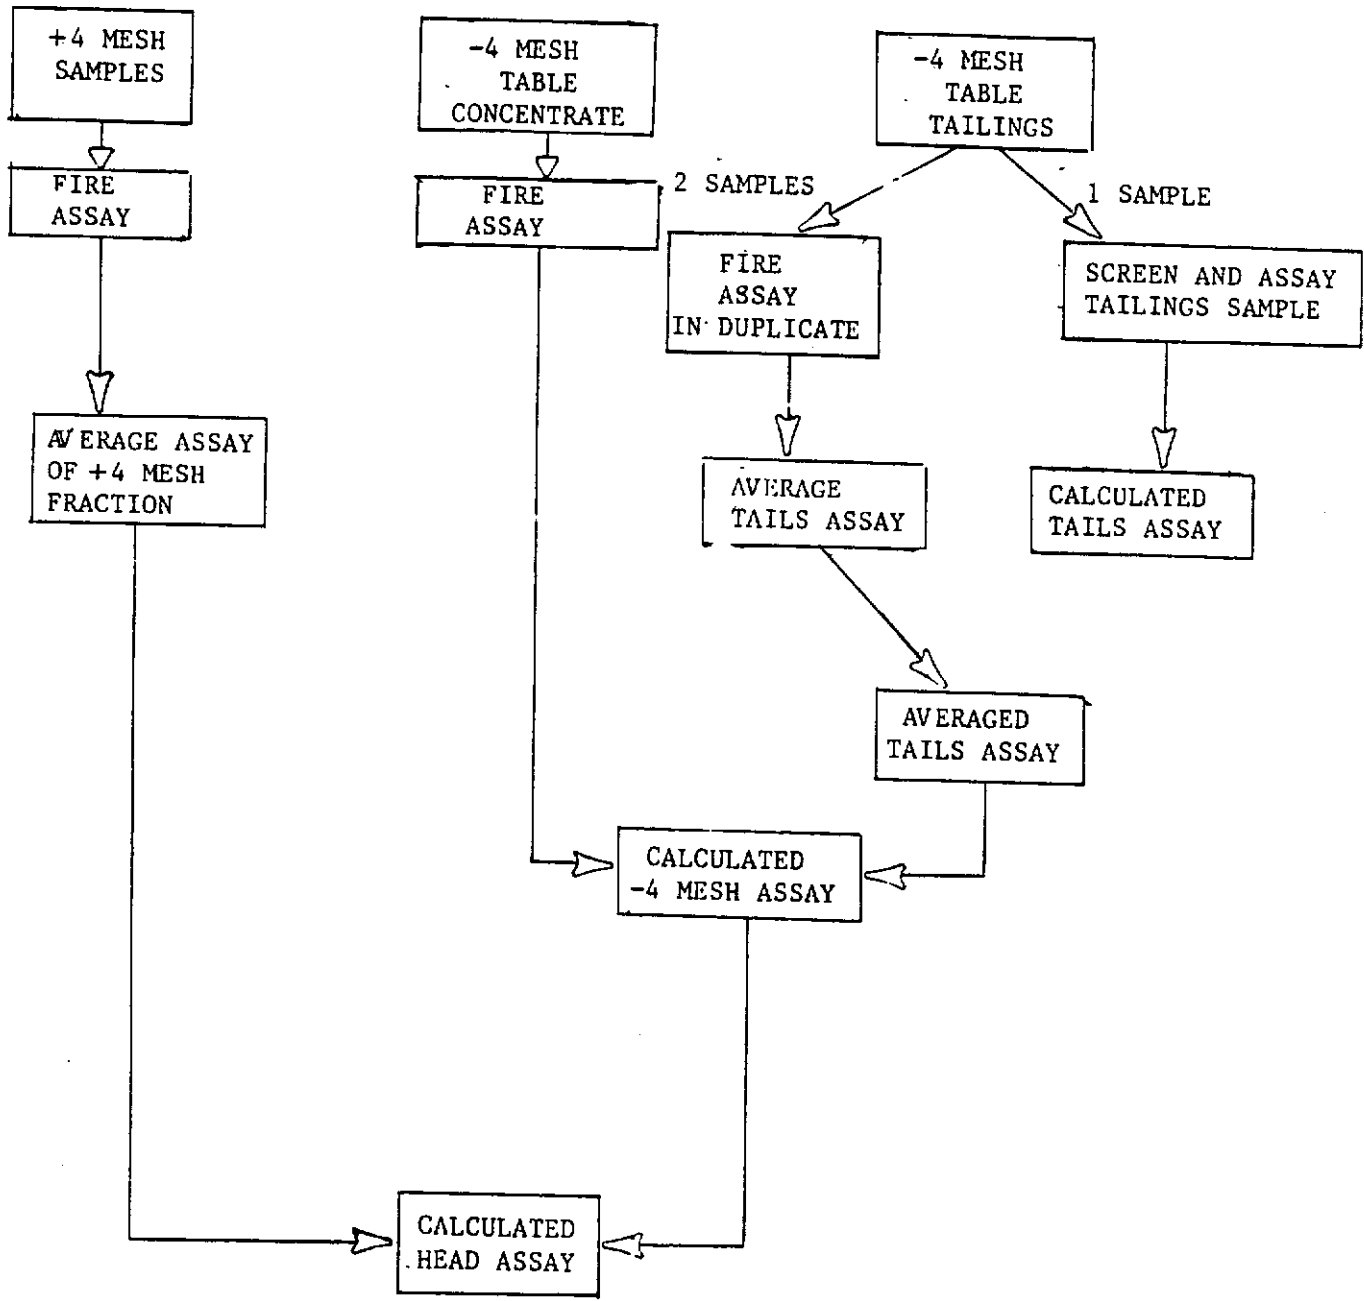 +4 MESH
SAMPLES
-4 MESH
TABLE
CONCENTRATE
-4 MESH
TABLE
TAILINGS
FIRE
ASSAY
FIRE
ASSAY
2 SAMPLES
1 SAMPLE
FIRE
ASSAY
IN DUPLICATE
SCREEN AND ASSAY
TAILINGS SAMPLE
AVERAGE ASSAY
OF +4 MESH
FRACTION
AVERAGE
TAILS ASSAY
CALCULATED
TAILS ASSAY
AVERAGED
TAILS ASSAY
CALCULATED
-4 MESH ASSAY
CALCULATED
HEAD ASSAY